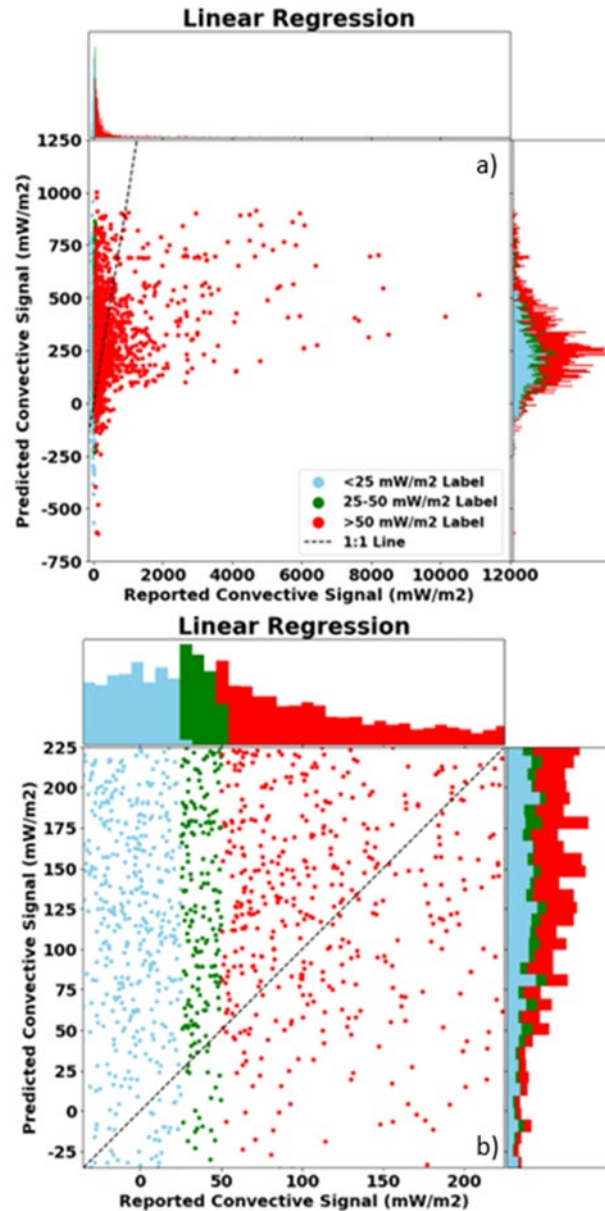 Linear Regression
a)
1250
1000
750
500
250
0
-250
-500
-750
Predicted Convective Signal (mW/m2)
<25 mW/m2 Label
25-50 mW/m2 Label
>50 mW/m2 Label
1:1 Line
0 2000 4000 6000 8000 10000 12000
Reported Convective Signal (mW/m2)
Linear Regression
225
200
175
150
125
100
75
50
25
0
-25
Predicted Convective Signal (mW/m2)
b)
0 50 100 150 200
Reported Convective Signal (mW/m2)